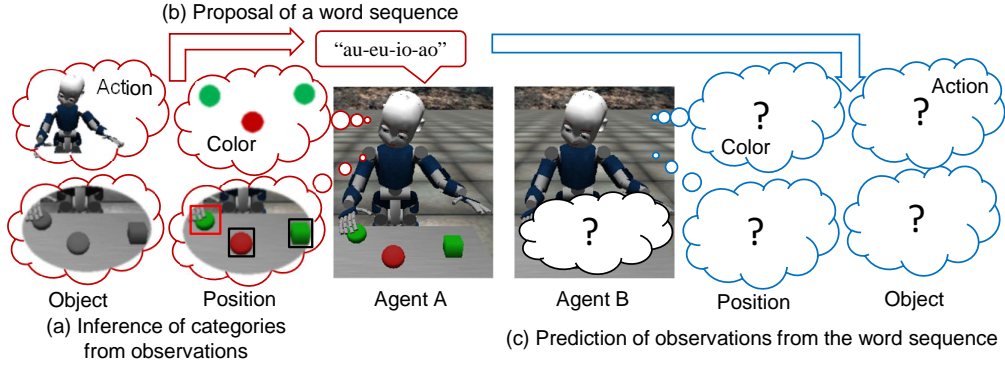 (b) Proposal of a word sequence
“au-eu-io-ao”
Action
Color
?
Color
?
Action
?
?
?
Object
Position
Agent A
Agent B
Position
Object
(a) Inference of categories
from observations
(c) Prediction of observations from the word sequence